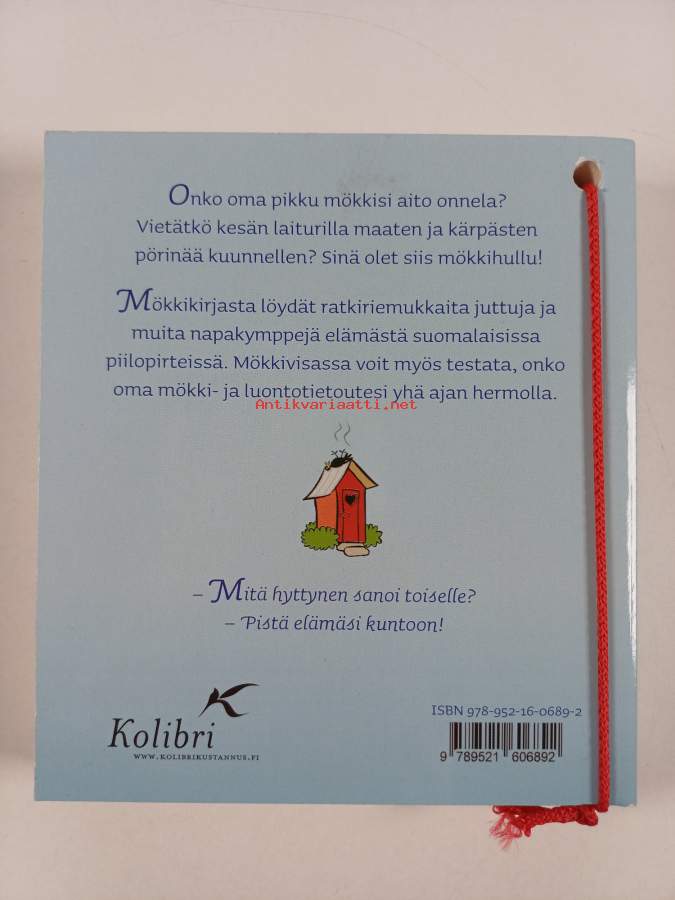 Onko oma pikku mökkisi aito onnela?
Vietätkö kesän laiturilla maaten ja kärpästen
pörinää kuunnellen? Sinä olet siis mökkihullu!
Mökkikirjasta löydät ratkiriemukkaita juttuja ja
muita napakymppejä elämästä suomalaisissa
piilopirteissä. Mökkivisassa voit myös testata, onko
oma mökki- ja luontotietoutesi yhä ajan hermolla.
Antikvariaatti.net
– Mitä hyttynen sanoi toiselle?
– Pistä elämäsi kuntoon!
Kolibri
WWW.KOLIBRIKUSTANNUS.FI
ISBN 978-952-16-0689-2
9 789521 606892